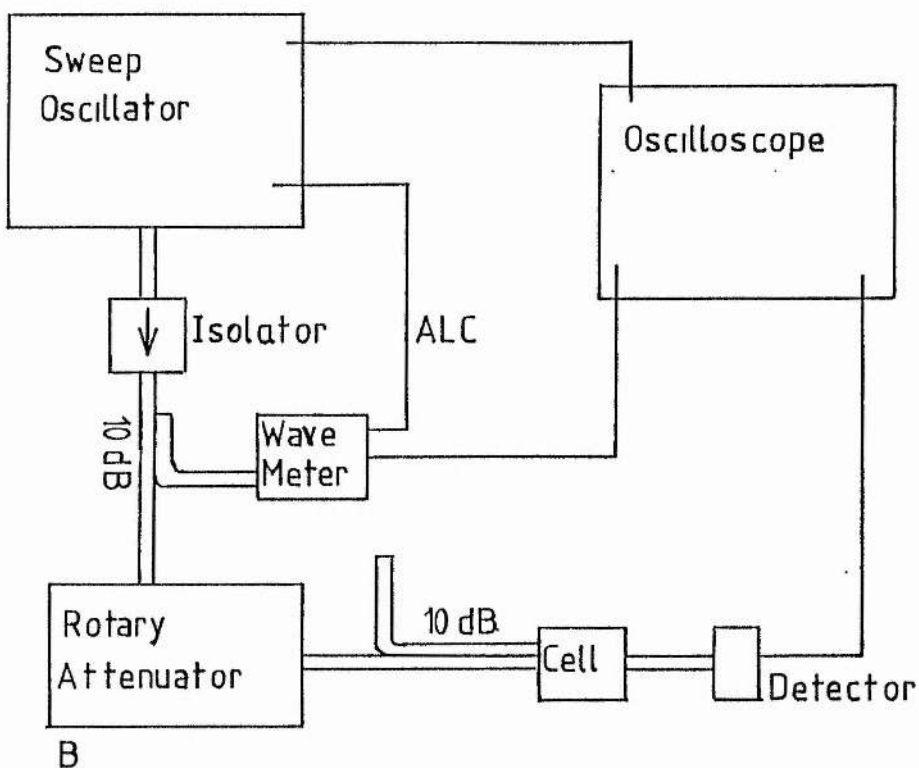 Sweep
Oscillator
Oscilloscope
Isolator
ALC
10 dB
Wave
Meter
Rotary
Attenuator
10 dB
Cell
Detector
B